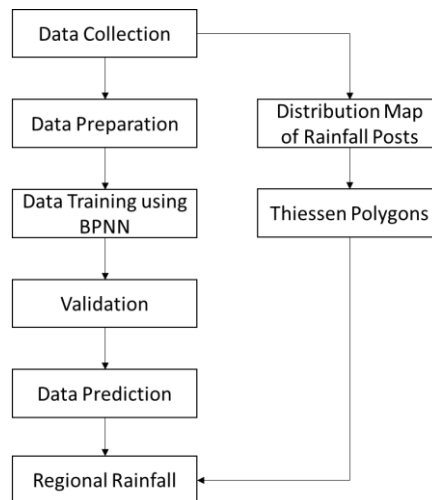 Data Collection
Data Preparation
Distribution Map
of Rainfall Posts
Data Training using
BPNN
Thiessen Polygons
Validation
Data Prediction
Regional Rainfall